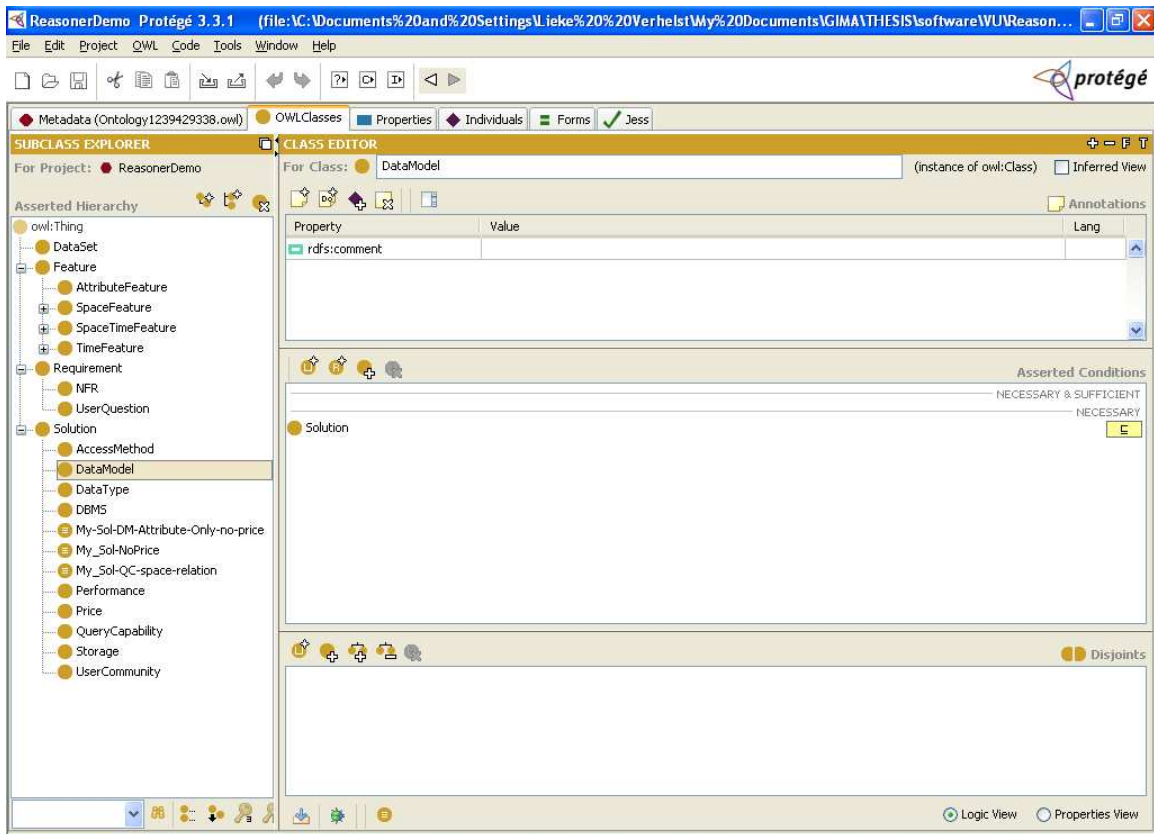 ReasonerDemo Protégé 3.3.1 (file:\C:\Documents%20and%20Settings\Lieke%20%20Verhelst\My%20Documents\GIMA\THESIS\software\VU\Reason...
File Edit Project OWL Code Tools Window Help
protégé
Metadata (Ontology1239429338.owl) OWLClasses Properties Individuals Forms Jess
SUBCLASS EXPLORER
For Project: ReasonerDemo
Asserted Hierarchy
owl:Thing
DataSet
Feature
AttributeFeature
SpaceFeature
SpaceTimeFeature
TimeFeature
Requirement
NFR
UserQuestion
Solution
AccessMethod
DataModel
DataType
DBMS
My-Sol-DM-Attribute-Only-no-price
My_Sol-NoPrice
My_Sol-QC-space-relation
Performance
Price
QueryCapability
Storage
UserCommunity
CLASS EDITOR
F T
For Class: DataModel (instance of owl:Class) Inferred View
Annotations
Property Value Lang
rdfs:comment
Asserted Conditions
NECESSARY & SUFFICIENT
NECESSARY
Solution ⊑
Disjoints
Logic View Properties View